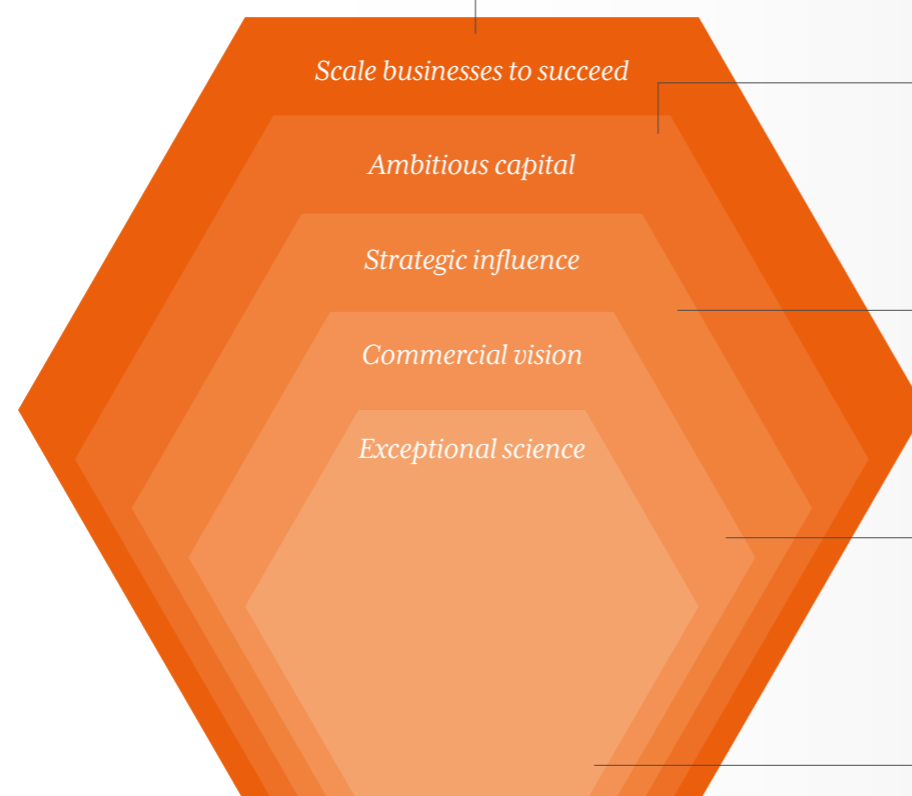 Scale businesses to succeed
Ambitious capital
Strategic influence
Commercial vision
Exceptional science